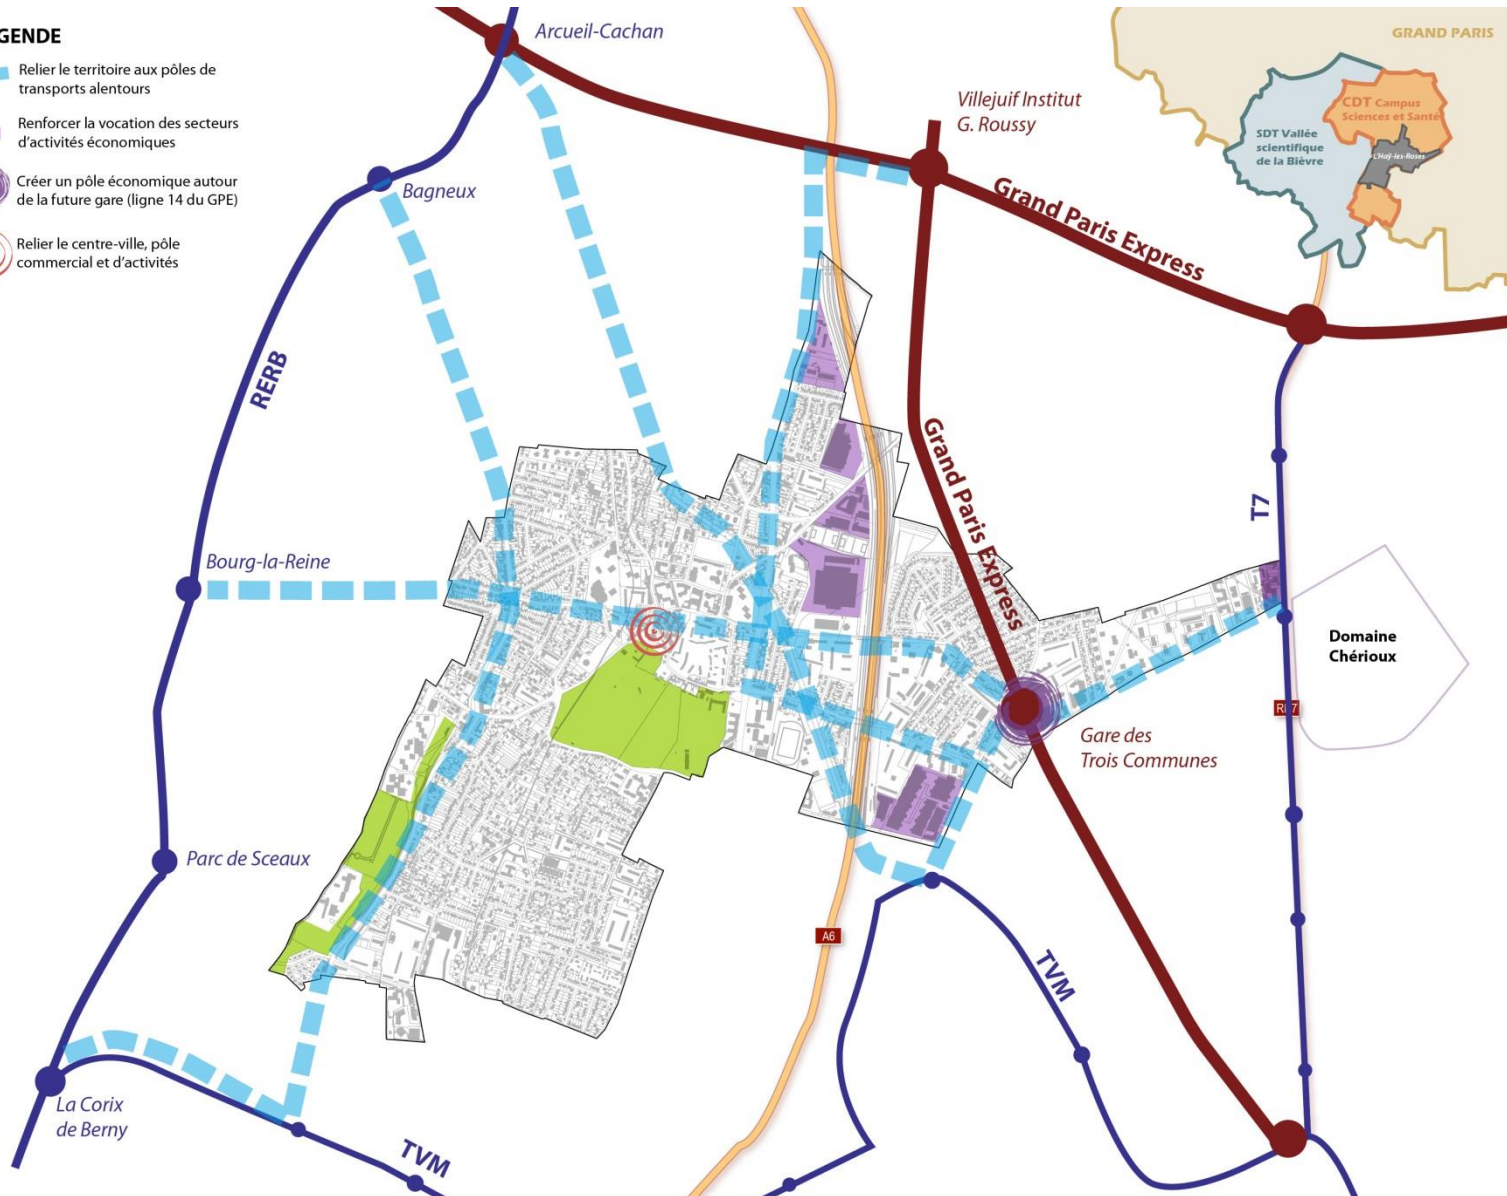 GENDE
Relier le territoire aux pôles de
transports alentours
Renforcer la vocation des secteurs
d'activités économiques
Créer un pôle économique autour
de la future gare (ligne 14 du GPE)
Relier le centre-ville, pôle
commercial et d'activités
Arcueil-Cachan
Villejuif Institut
G. Roussy
GRAND PARIS
CDT Campus
Sciences et Santé
SDT Vallée
scientifique
de la Bièvre
L'Haÿ-les-Roses
Bagneux
Grand Paris Express
RERB
Grand Paris Express
T7
Bourg-la-Reine
Domaine
Chérioux
Gare des
Trois Communes
Parc de Sceaux
A6
TVM
La Corix
de Berny
TVM